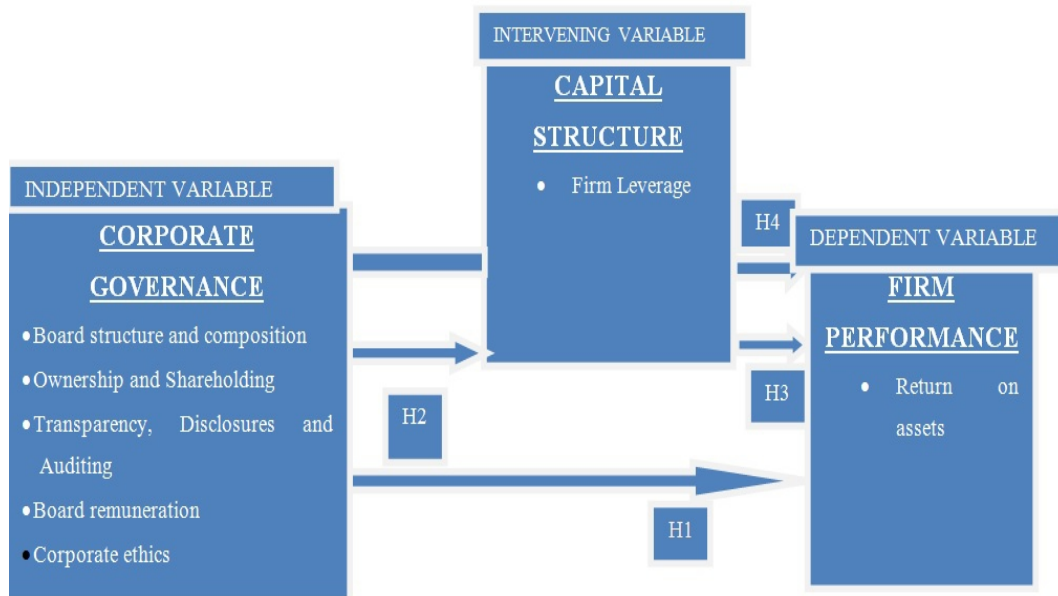 INTERVENING VARIABLE
CAPITAL
STRUCTURE
• Firm Leverage
INDEPENDENT VARIABLE
CORPORATE
GOVERNANCE
• Board structure and composition
• Ownership and Shareholding
• Transparency, Disclosures and
Auditing
• Board remuneration
• Corporate ethics
H4
DEPENDENT VARIABLE
FIRM
PERFORMANCE
• Return on
assets
H2
H3
H1